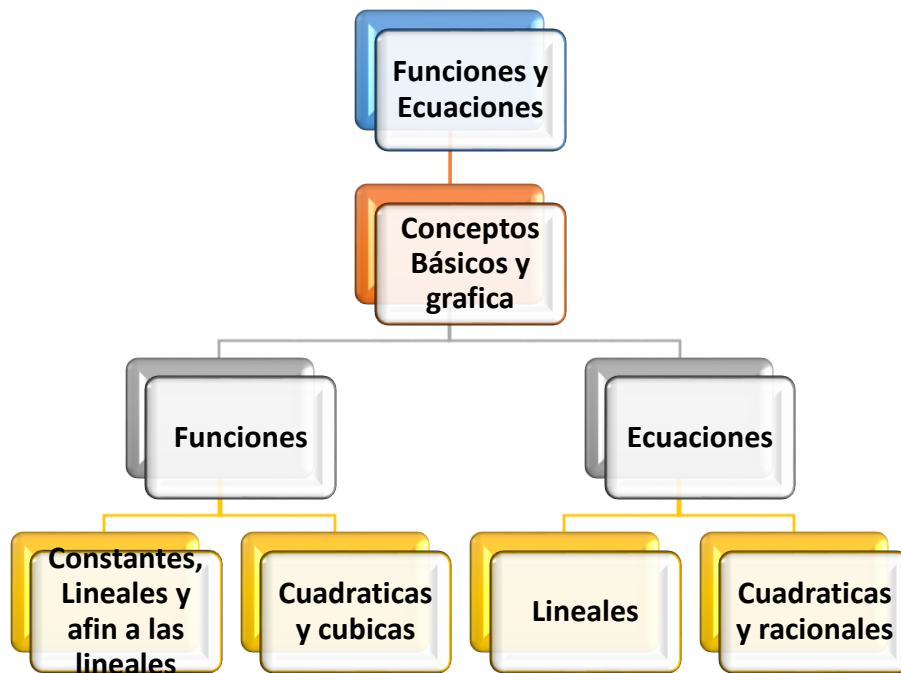 Funciones y
Ecuaciones
Conceptos
Básicos y
grafica
Funciones
Ecuaciones
Constantes,
Lineales y
afin a las
lineales
Cuadraticas
y cubicas
Lineales
Cuadraticas
y racionales